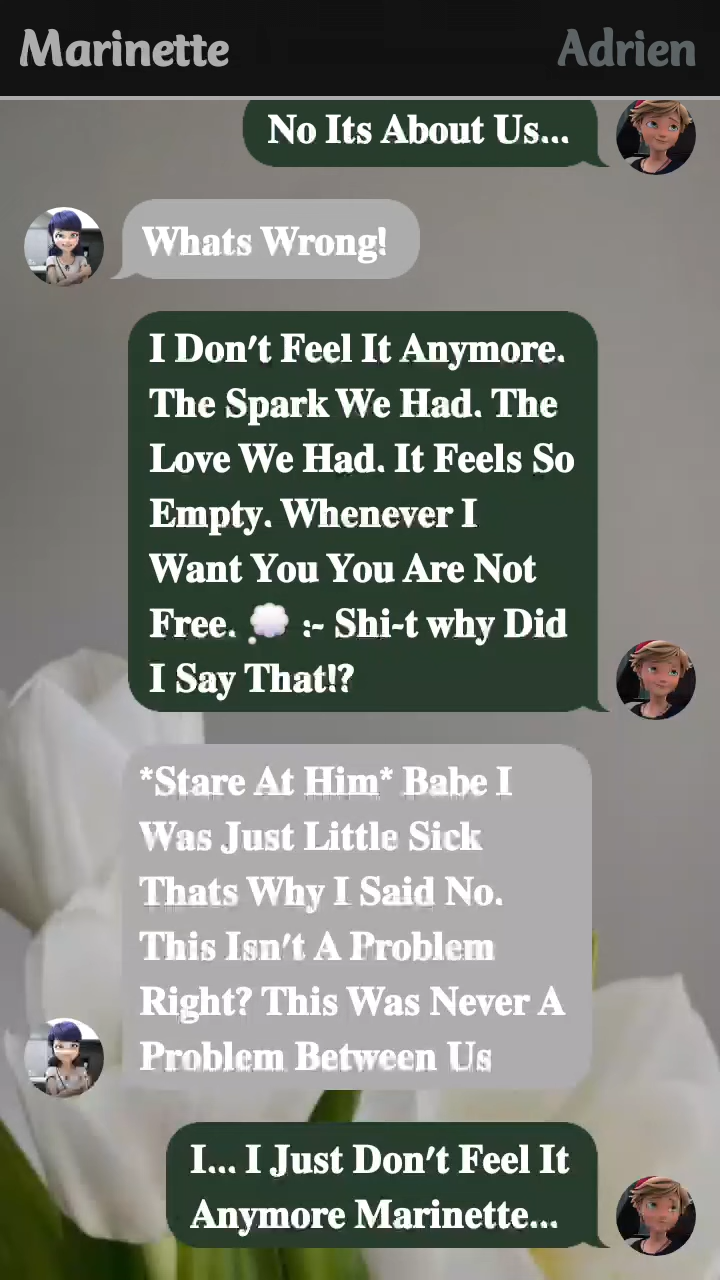 Marinette
Adrien
No Its About Us...
Whats Wrong!
I Don't Feel It Anymore.
The Spark We Had. The
Love We Had. It Feels So
Empty. Whenever I
Want You You Are Not
Free. 💭 :- Shi-t why Did
I Say That!?
*Stare At Him* Babe I
Was Just Little Sick
Thats Why I Said No.
This Isn't A Problem
Right? This Was Never A
Problem Between Us
I... I Just Don't Feel It
Anymore Marinette...